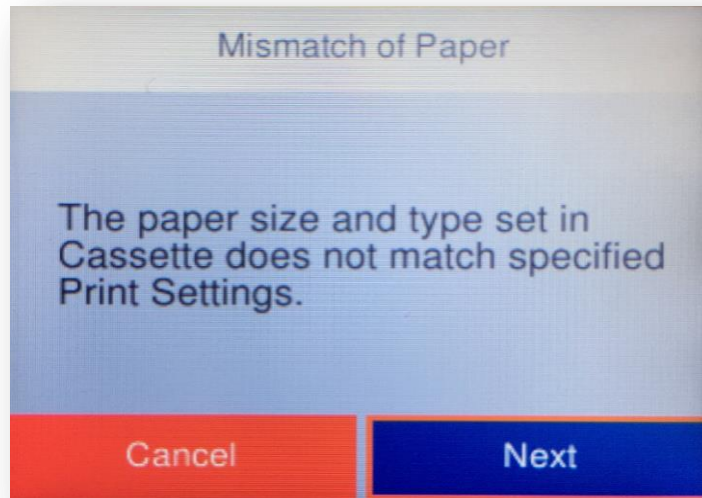 Mismatch of Paper
The paper size and type set in
Cassette does not match specified
Print Settings.
Cancel
Next